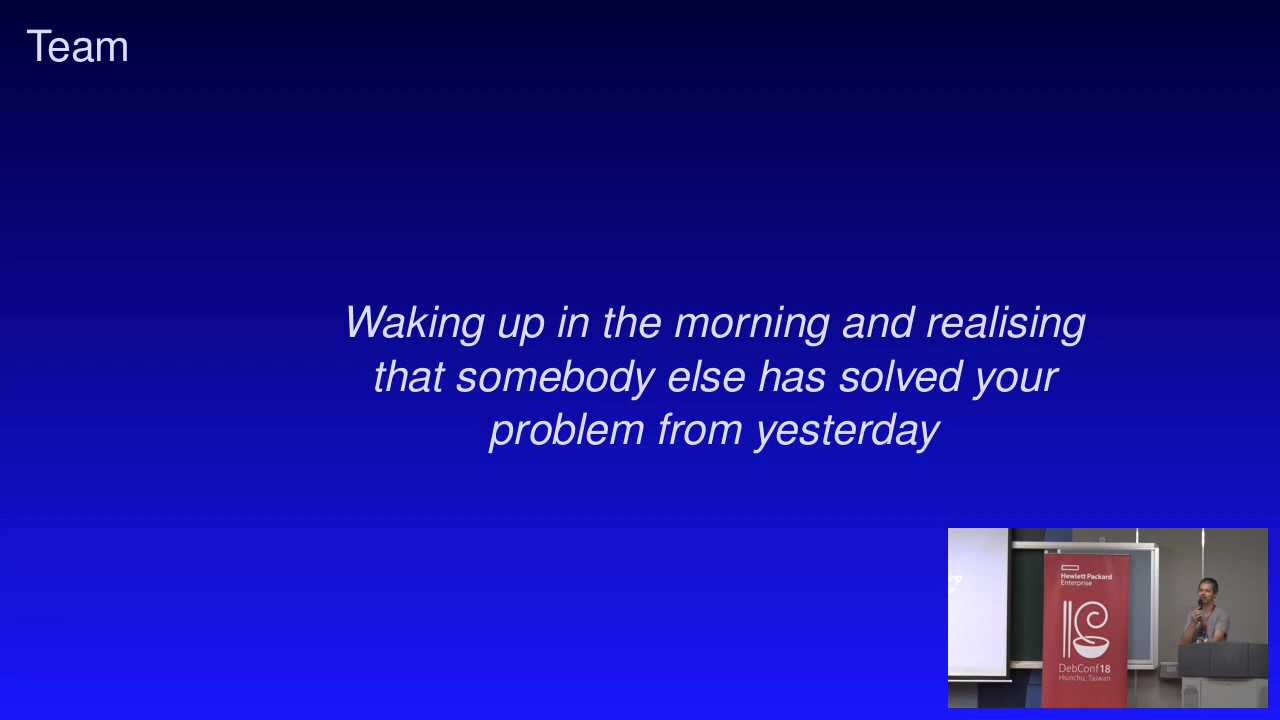 Team
Waking up in the morning and realising
that somebody else has solved your
problem from yesterday
Hewlett Packard
Enterprise
DebConf18
Hsinchu, Taiwan